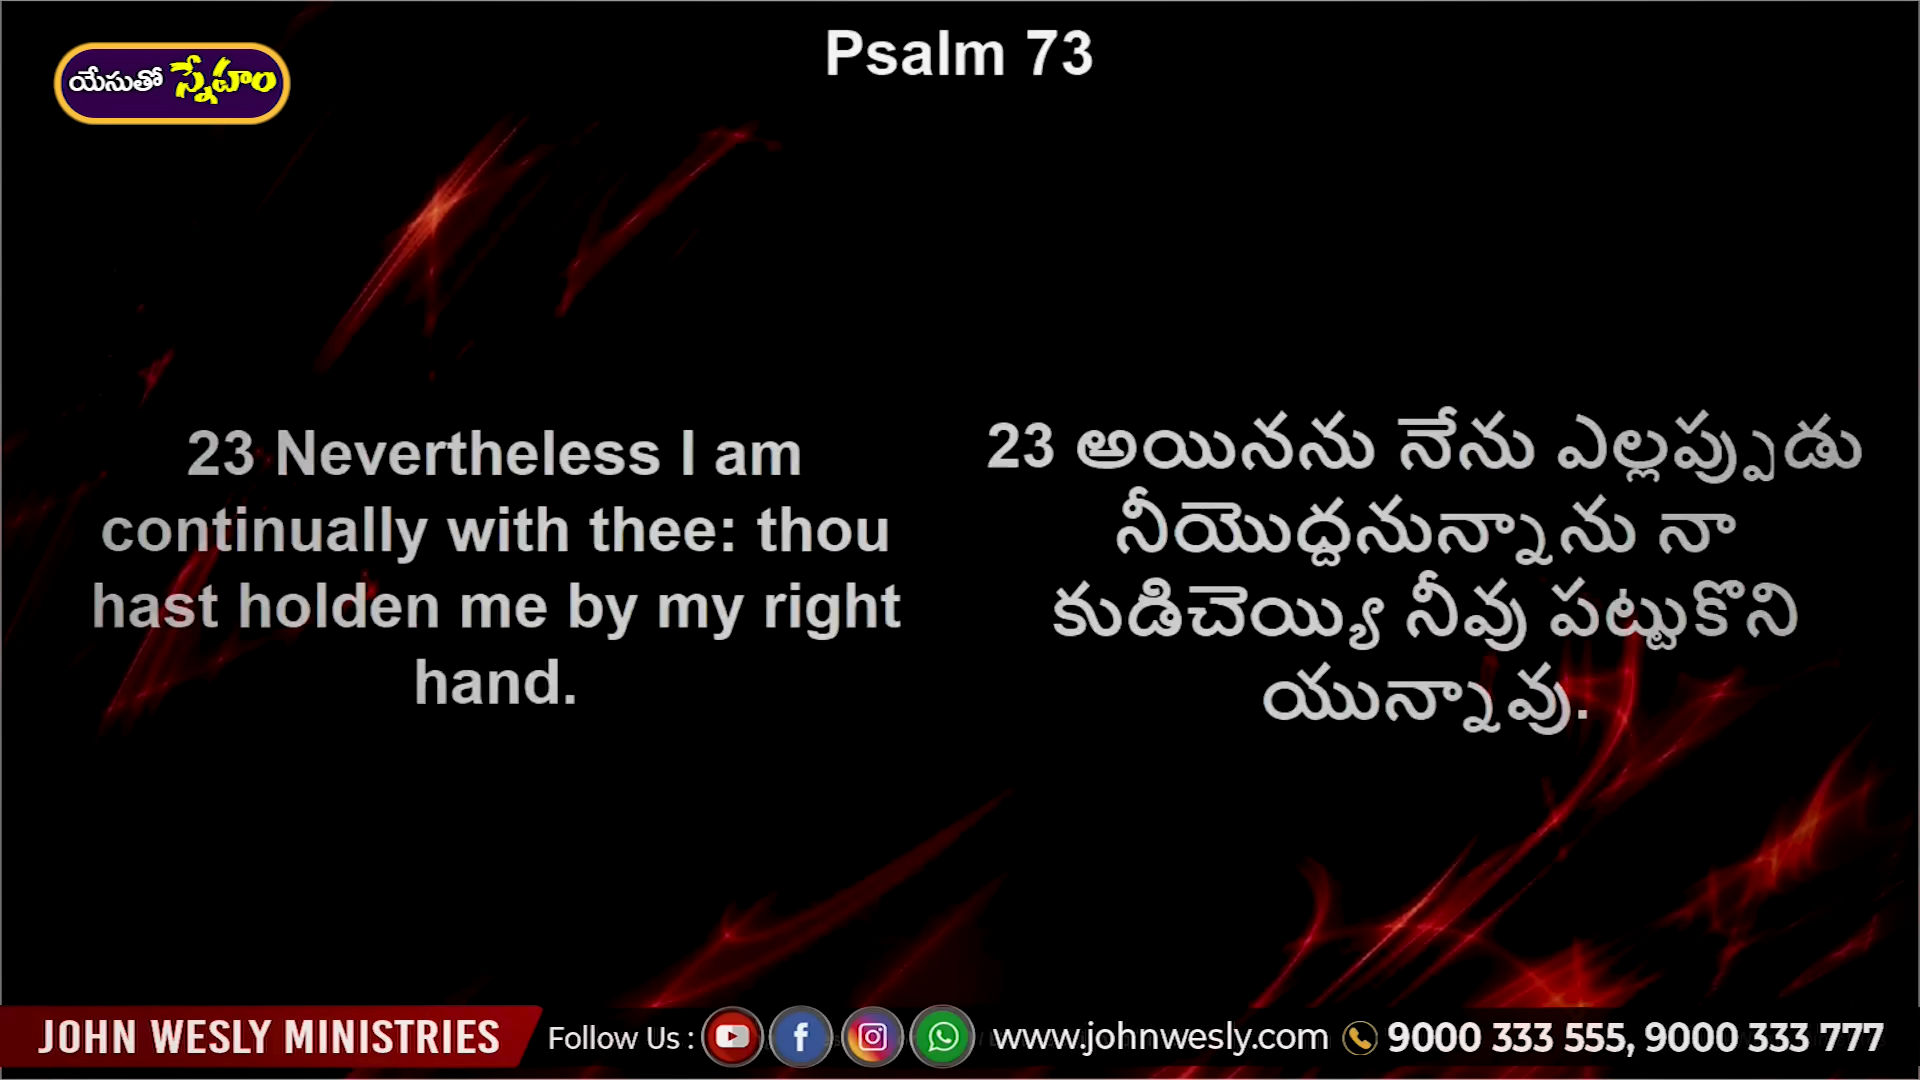 Psalm 73
యేసుతో స్నేహం
23 Nevertheless I am
continually with thee: thou
hast holden me by my right
hand.
23 అయినను నేను ఎల్లప్పుడు
నీయొద్దనున్నాను నా
కుడిచెయ్యి నీవు పట్టుకొని
యున్నావు.
JOHN WESLY MINISTRIES
Follow Us : www.johnwesly.com 9000 333 555, 9000 333 777